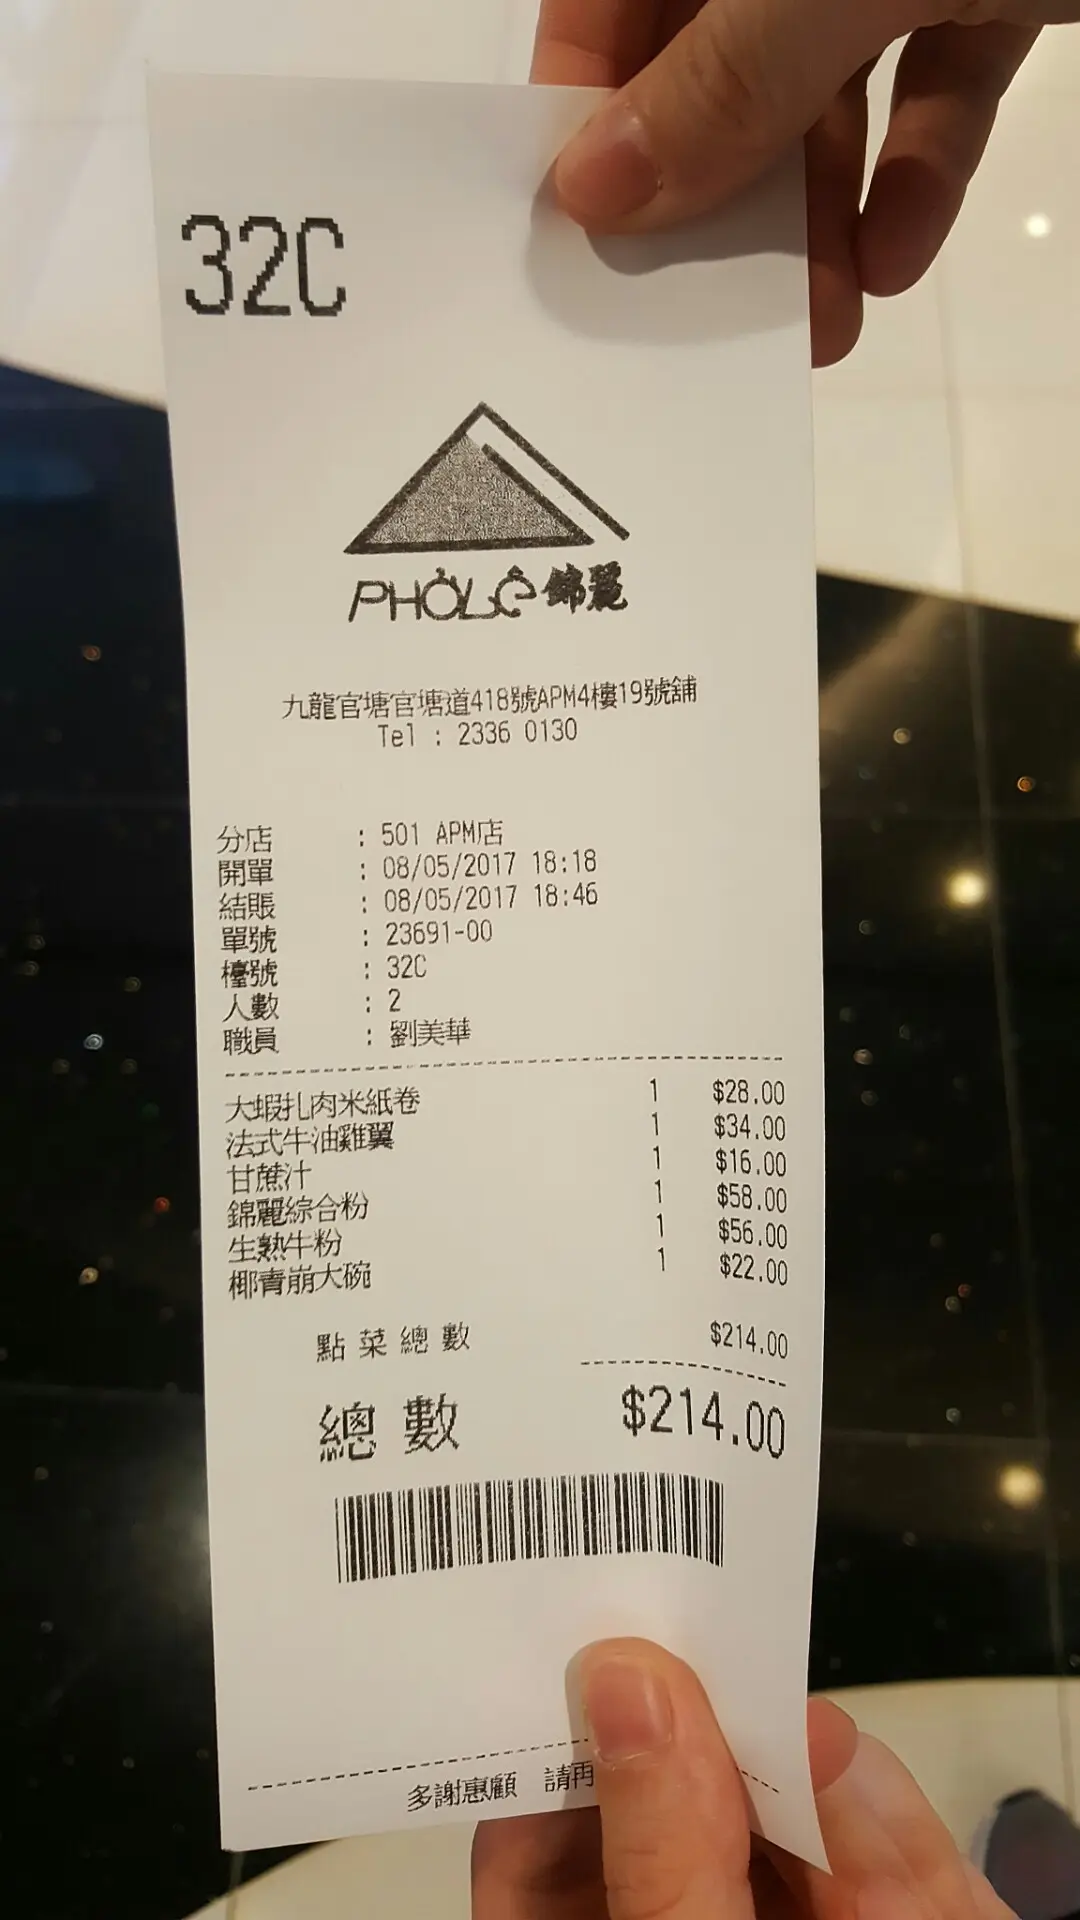 32C
PHỞLÊ錦麗
九龍官塘官塘道418號APM4樓19號舖
Tel : 2336 0130
分店 : 501 APM店
開單 : 08/05/2017 18:18
結賬 : 08/05/2017 18:46
單號 : 23691-00
檯號 : 32C
人數 : 2
職員 : 劉美華
大蝦扎肉米紙卷 1 $28.00
法式牛油雞翼 1 $34.00
甘蔗汁 1 $16.00
錦麗綜合粉 1 $58.00
生熟牛粉 1 $56.00
椰青崩大碗 1 $22.00
點菜總數 $214.00
總數 $214.00
多謝惠顧 請再